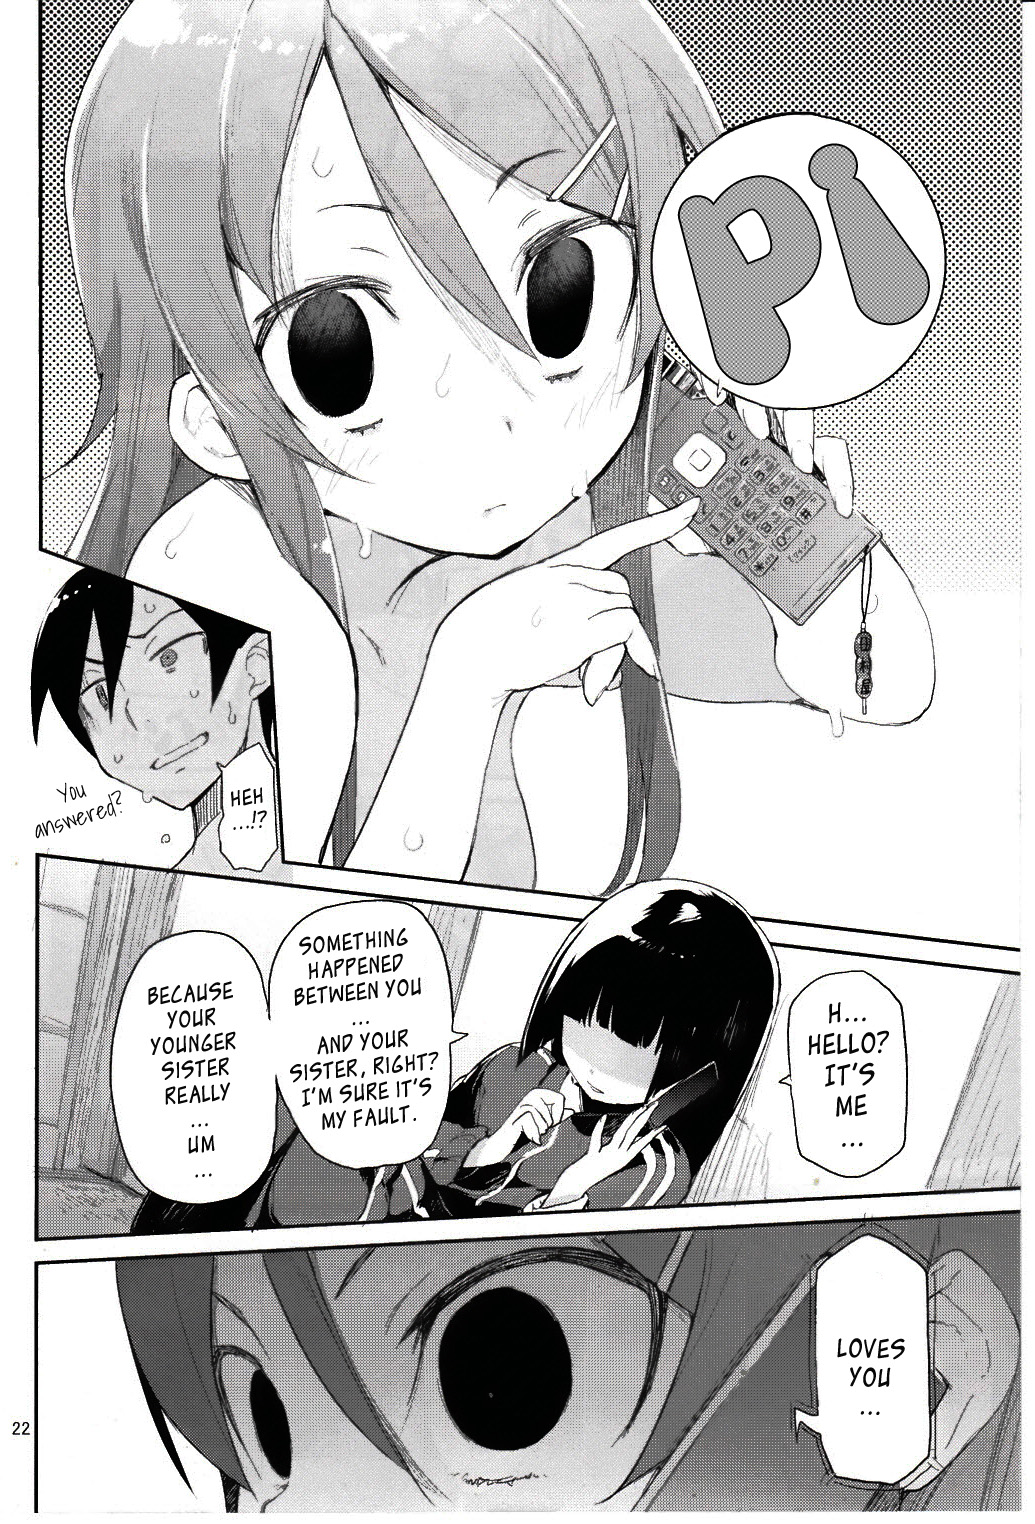 pi
HEH
...!?
You
answered?
H...
HELLO?
IT'S
ME
...
SOMETHING
HAPPENED
BETWEEN YOU
...
AND YOUR
SISTER, RIGHT?
I'M SURE IT'S
MY FAULT.
BECAUSE
YOUR
YOUNGER
SISTER
REALLY
...
UM
...
LOVES
YOU
...
22